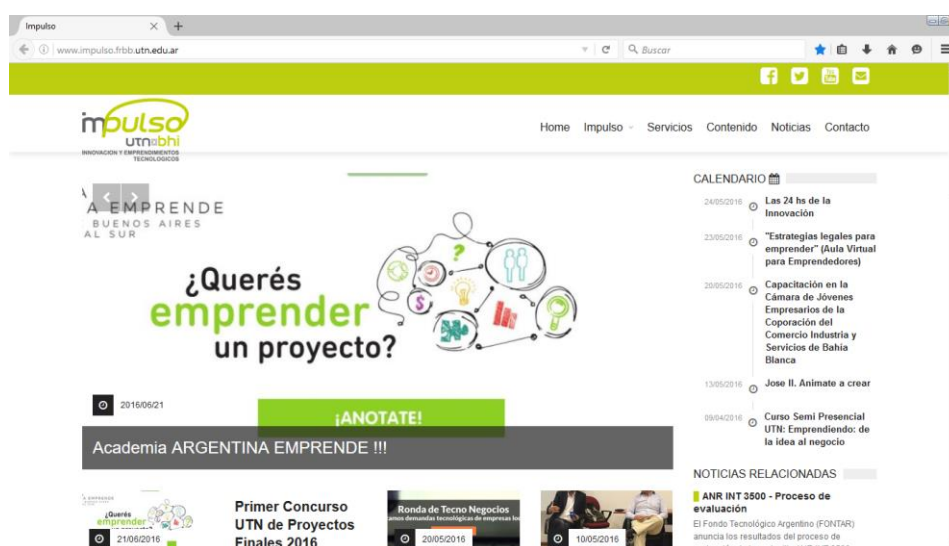 Impulso
www.impulso.frbb.utn.edu.ar
Buscar
impulso
UTN bhi
INNOVACIÓN Y EMPRENDIMIENTOS
TECNOLOGICOS
Home Impulso Servicios Contenido Noticias Contacto
A EMPRENDE
BUENOS AIRES
AL SUR
¿Querés
emprender
un proyecto?
2016/06/21
¡ANOTATE!
Academia ARGENTINA EMPRENDE !!!
CALENDARIO
24/05/2016 Las 24 hs de la
Innovación
23/05/2016 "Estrategias legales para
emprender" (Aula Virtual
para Emprendedores)
20/05/2016 Capacitación en la
Cámara de Jóvenes
Empresarios de la
Coporación del
Comercio Industria y
Servicios de Bahía
Blanca
13/05/2016 Jose II. Animate a crear
09/04/2016 Curso Semi Presencial
UTN: Emprendiendo: de
la idea al negocio
NOTICIAS RELACIONADAS
ANR INT 3500 - Proceso de
evaluación
El Fondo Tecnológico Argentino (FONTAR)
anuncia los resultados del proceso de
¿Querés
emprender
21/06/2016
Primer Concurso
UTN de Proyectos
Finales 2016
Ronda de Tecno Negocios
amos demandas tecnológicas de empresas los
20/05/2016
10/05/2016